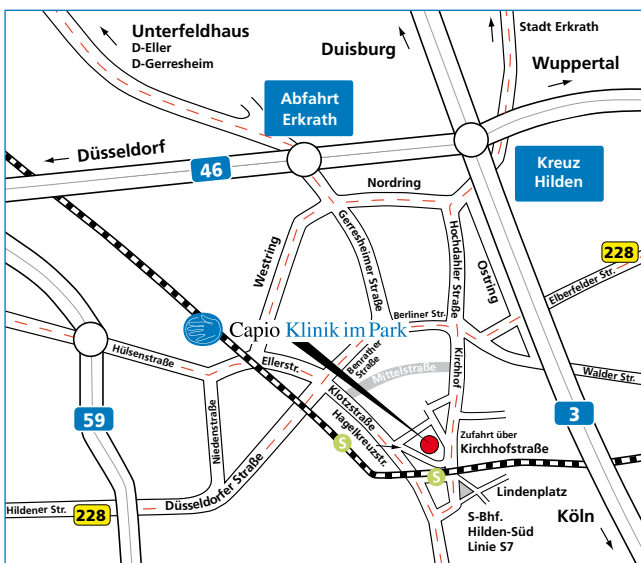 Unterfeldhaus
D-Eller
D-Gerresheim
Duisburg
Stadt Erkrath
Wuppertal
Abfahrt
Erkrath
Düsseldorf
46
Kreuz
Hilden
Nordring
Westring
Gerresheimer Straße
Hochdahler Straße
Ostring
228
Elberfelder Str.
Capio Klinik im Park
Berliner Str.
Hülsenstraße
Ellerstr.
Benrather
Straße
Mittelstraße
Kirchhof
Walder Str.
59
3
Niedenstraße
Klotzstraße
Hagelkreuzstr.
Zufahrt über
Kirchhofstraße
S
S
Düsseldorfer Straße
Hildener Str.
228
Lindenplatz
S-Bhf.
Hilden-Süd
Linie S7
Köln